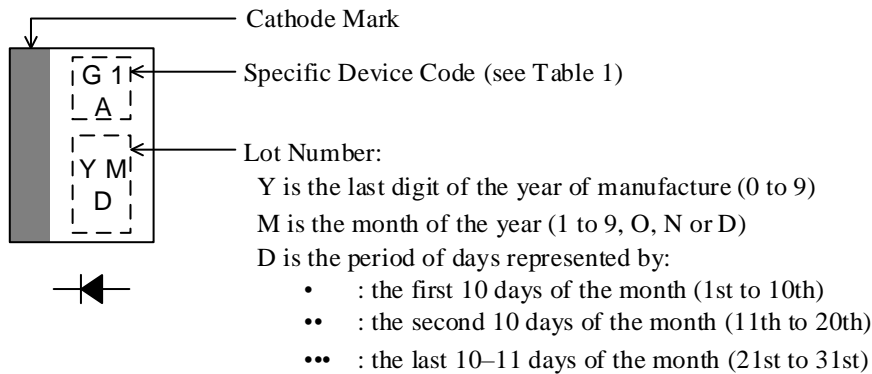 Cathode Mark
G 1
A
Specific Device Code (see Table 1)
Y M
D
Lot Number:
Y is the last digit of the year of manufacture (0 to 9)
M is the month of the year (1 to 9, O, N or D)
D is the period of days represented by:
• : the first 10 days of the month (1st to 10th)
•• : the second 10 days of the month (11th to 20th)
••• : the last 10–11 days of the month (21st to 31st)